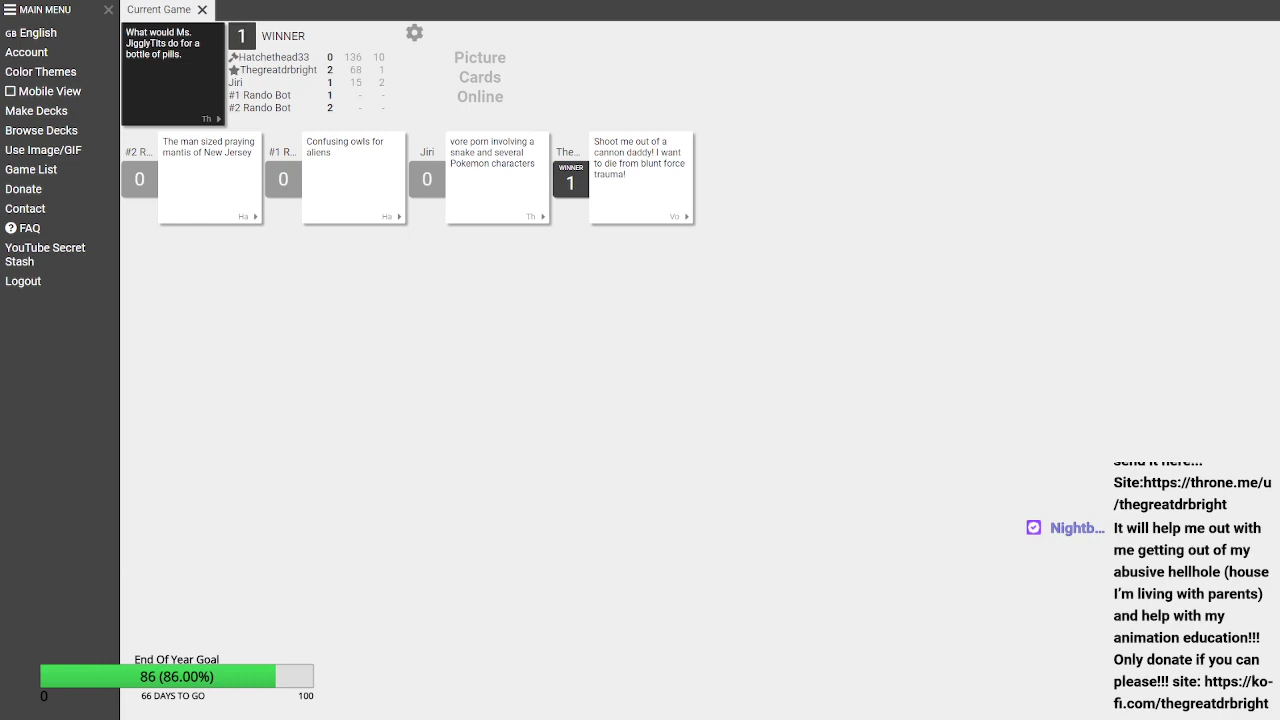 MAIN MENU
GB English
Account
Color Themes
Mobile View
Make Decks
Browse Decks
Use Image/GIF
Game List
Donate
Contact
FAQ
YouTube Secret
Stash
Logout
Current Game
What would Ms.
JigglyTits do for a
bottle of pills.
Th
1 WINNER
Hatchethead33 0 136 10
Thegreatdrbright 2 68 1
Jiri 1 15 2
#1 Rando Bot 1 - -
#2 Rando Bot 2 - -
Picture
Cards
Online
#2 R...
0
The man sized praying
mantis of New Jersey
Ha
#1 R...
0
Confusing owls for
aliens
Ha
Jiri
0
vore porn involving a
snake and several
Pokemon characters
Th
The...
WINNER
1
Shoot me out of a
cannon daddy! I want
to die from blunt force
trauma!
Vo
send it here...
Site:https://throne.me/u
/thegreatdrbright
Nightb...
It will help me out with
me getting out of my
abusive hellhole (house
I'm living with parents)
and help with my
animation education!!!
Only donate if you can
please!!! site: https://ko-
fi.com/thegreatdrbright
End Of Year Goal
86 (86.00%)
0
66 DAYS TO GO
100